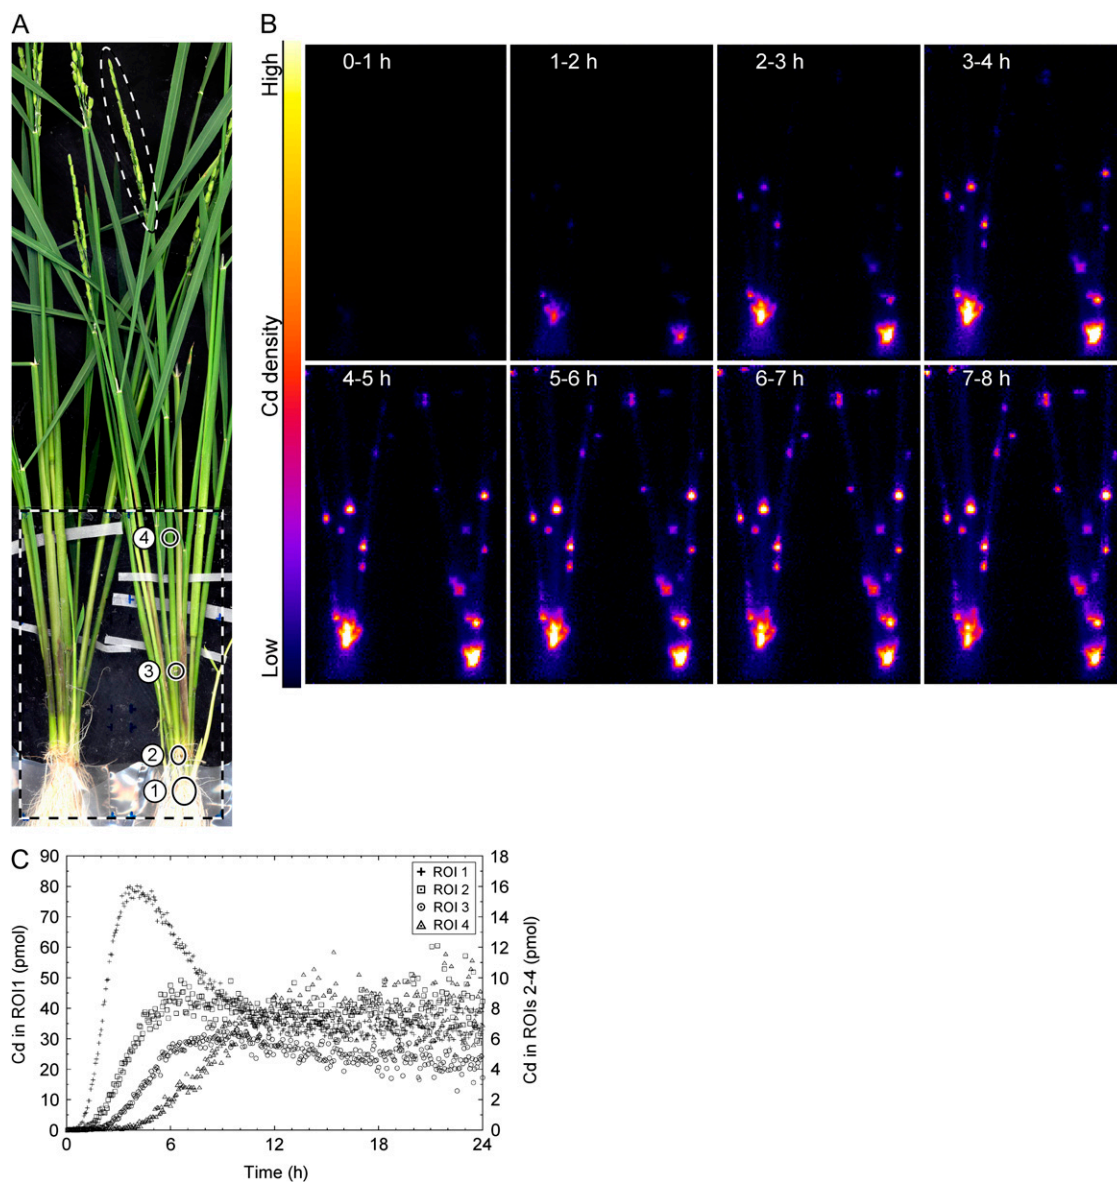 A
B
High
Cd density
Low
0-1 h
1-2 h
2-3 h
3-4 h
4-5 h
5-6 h
6-7 h
7-8 h
4
3
2
1
C
90
80
70
60
50
40
30
20
10
0
Cd in ROI1 (pmol)
+ ROI 1
ROI 2
ROI 3
ROI 4
18
16
14
12
10
8
6
4
2
0
Cd in ROIs 2-4 (pmol)
0
6
12
18
24
Time (h)